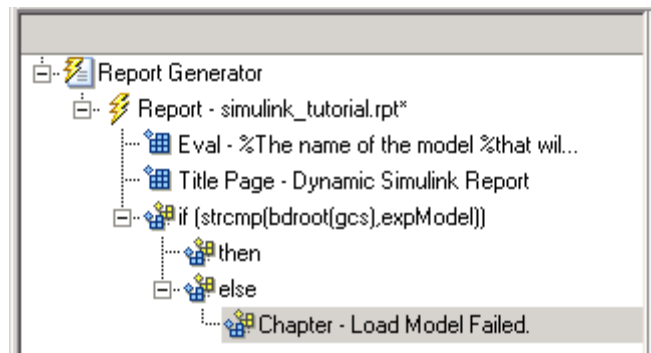 Report Generator
Report - simulink_tutorial.rpt*
Eval - %The name of the model %that wil...
Title Page - Dynamic Simulink Report
if (strcmp(bdroot(gcs),expModel))
then
else
Chapter - Load Model Failed.